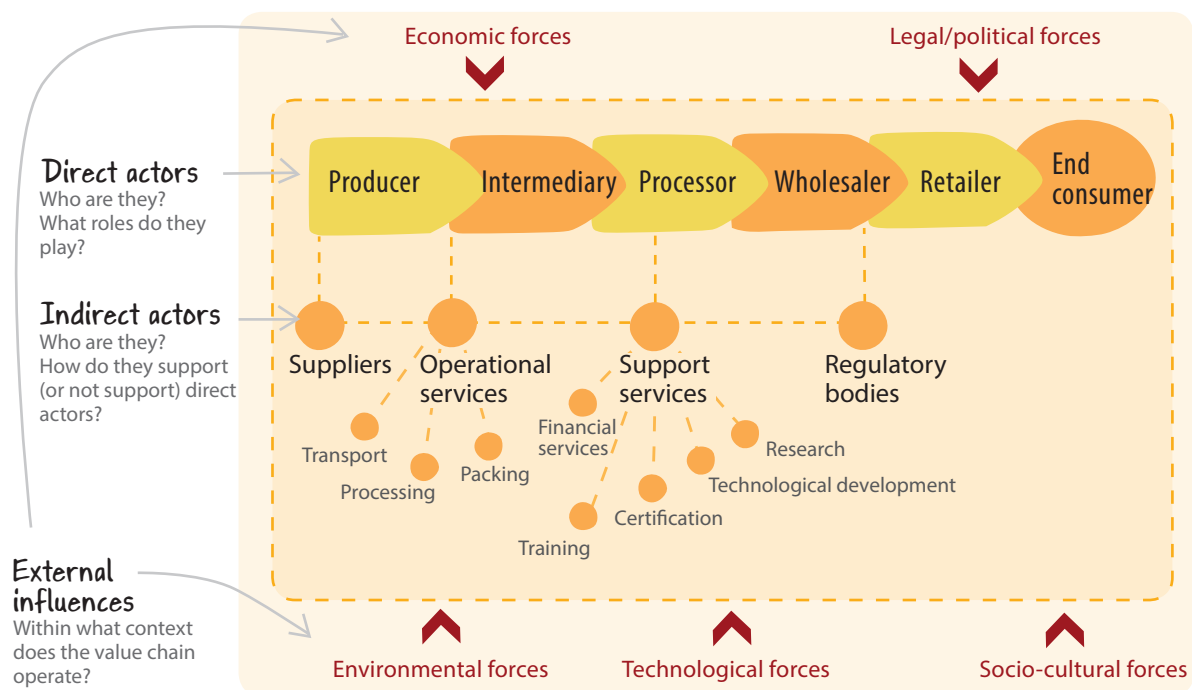 Economic forces
Legal/political forces
Direct actors
Who are they?
What roles do they
play?
Producer
Intermediary
Processor
Wholesaler
Retailer
End
consumer
Indirect actors
Who are they?
How do they support
(or not support) direct
actors?
Suppliers
Operational
services
Support
services
Regulatory
bodies
Transport
Processing
Packing
Financial
services
Training
Certification
Technological development
Research
External
influences
Within what context
does the value chain
operate?
Environmental forces
Technological forces
Socio-cultural forces